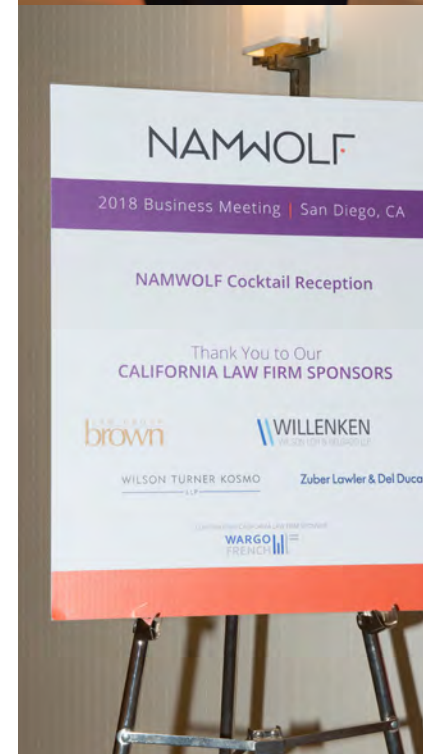 NAMWOLF
2018 Business Meeting | San Diego, CA
NAMWOLF Cocktail Reception
Thank You to Our
CALIFORNIA LAW FIRM SPONSORS
brown
WILLENKEN
WILSON TURNER KOSMO
LLP
Zuber Lawler & Del Duca
WARGO
FRENCH